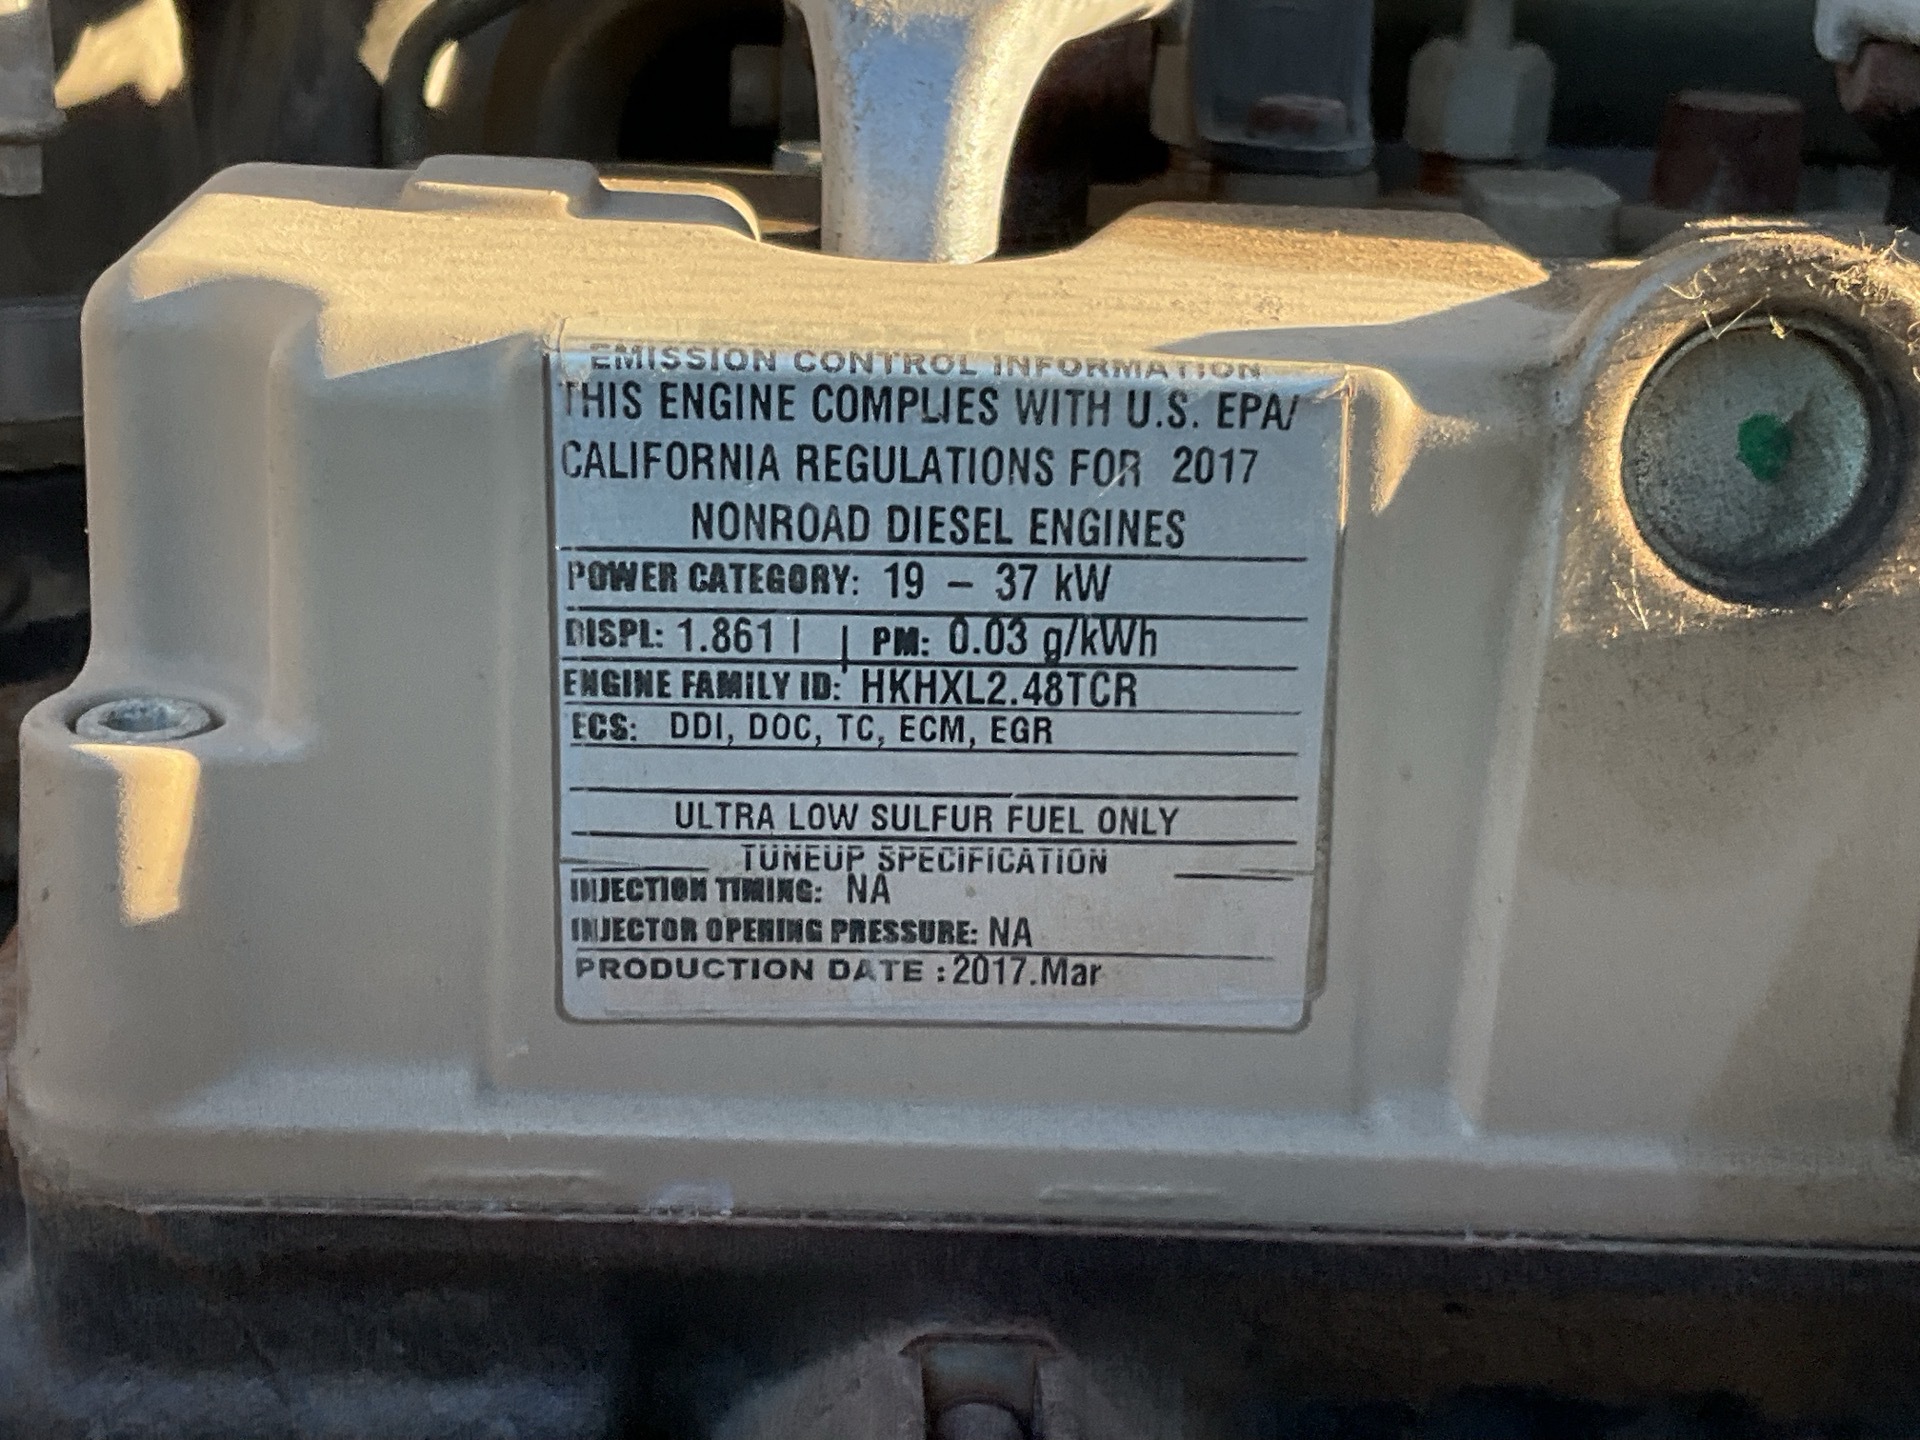 EMISSION CONTROL INFORMATION
THIS ENGINE COMPLIES WITH U.S. EPA/
CALIFORNIA REGULATIONS FOR 2017
NONROAD DIESEL ENGINES
POWER CATEGORY: 19 – 37 kW
DISPL: 1.861 l | PM: 0.03 g/kWh
ENGINE FAMILY ID: HKHXL2.48TCR
ECS: DDI, DOC, TC, ECM, EGR
ULTRA LOW SULFUR FUEL ONLY
TUNEUP SPECIFICATION
INJECTION TIMING: NA
INJECTOR OPENING PRESSURE: NA
PRODUCTION DATE : 2017.Mar